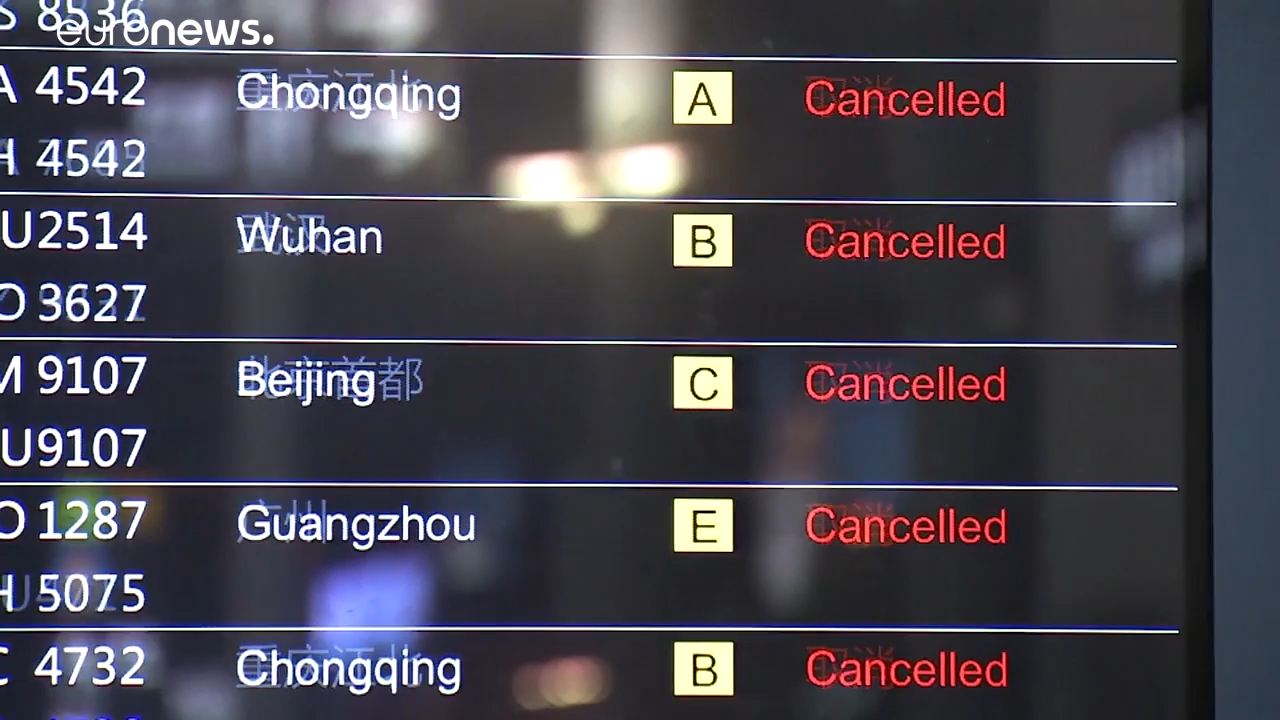 S 8536
euronews.
A 4542 Chongqing A Cancelled
H 4542
U2514 Wuhan B Cancelled
O 3627
M 9107 Beijing C Cancelled
U9107
O 1287 Guangzhou E Cancelled
H 5075
C 4732 Chongqing B Cancelled